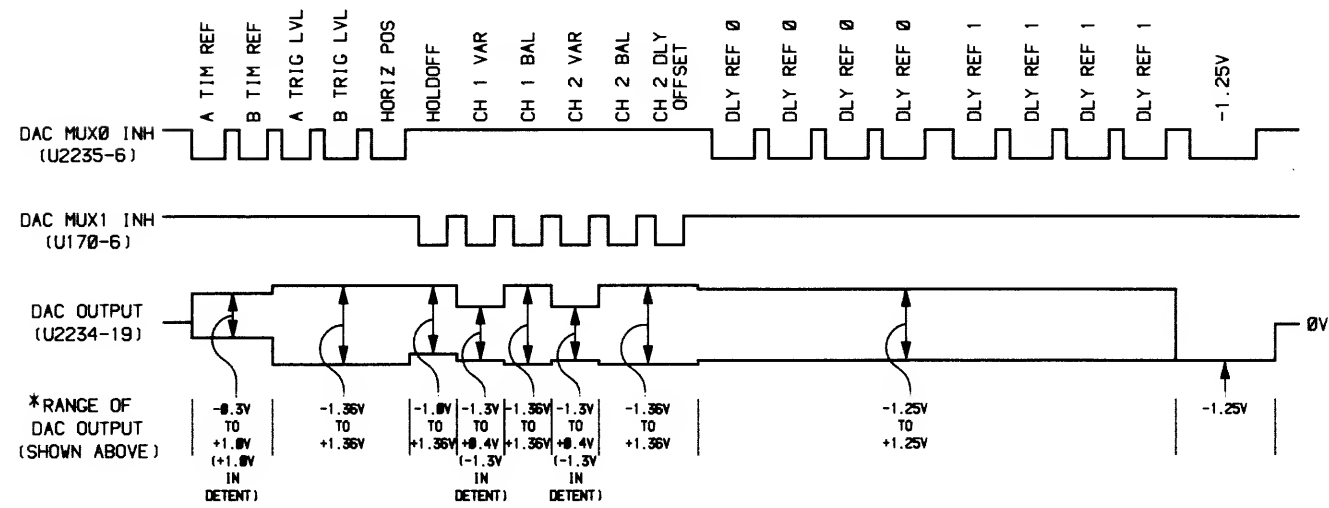 A TIM REF
B TIM REF
A TRIG LVL
B TRIG LVL
HORIZ POS
HOLDOFF
CH 1 VAR
CH 1 BAL
CH 2 VAR
CH 2 BAL
CH 2 DLY
OFFSET
DLY REF 0
DLY REF 0
DLY REF 0
DLY REF 0
DLY REF 1
DLY REF 1
DLY REF 1
DLY REF 1
-1.25V
DAC MUX0 INH
(U2235-6)
DAC MUX1 INH
(U170-6)
DAC OUTPUT
(U2234-19)
0V
*RANGE OF
DAC OUTPUT
(SHOWN ABOVE)
-0.3V
TO
+1.0V
(+1.0V
IN
DETENT)
-1.36V
TO
+1.36V
-1.0V
TO
+1.36V
-1.3V
TO
+0.4V
(-1.3V
IN
DETENT)
-1.36V
TO
+1.36V
-1.3V
TO
+0.4V
(-1.3V
IN
DETENT)
-1.36V
TO
+1.36V
-1.25V
TO
+1.25V
-1.25V